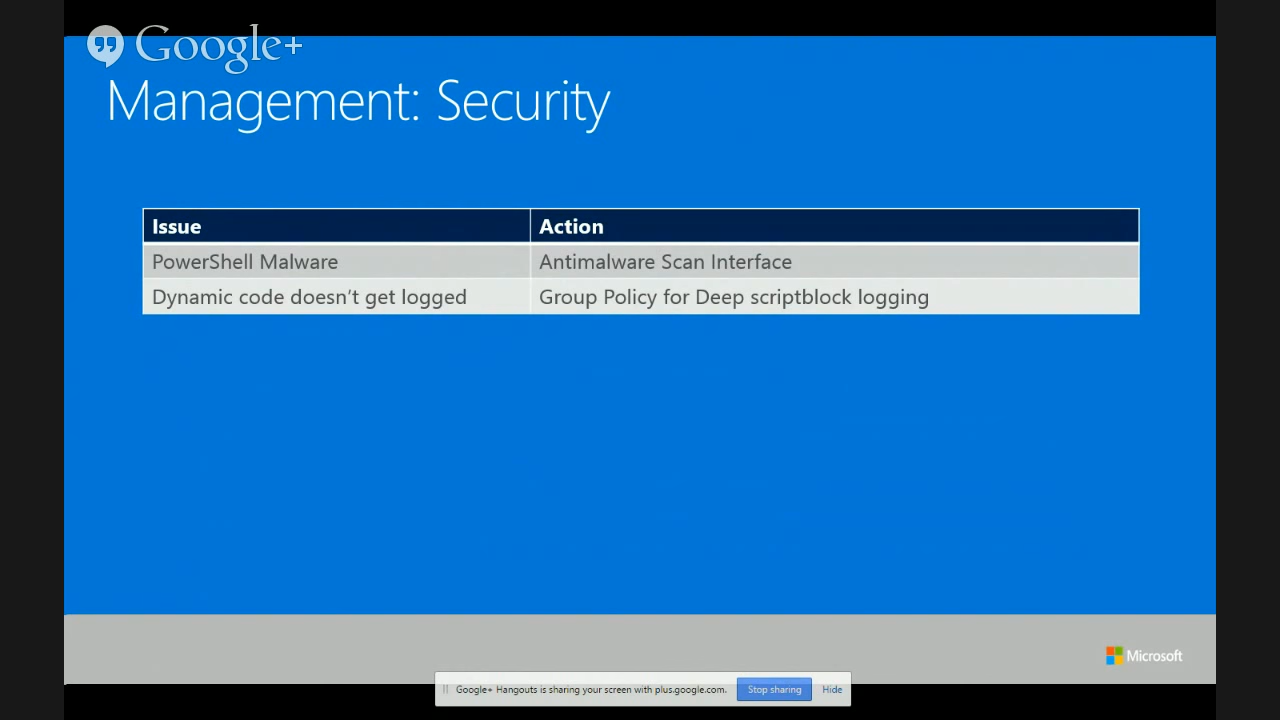 Google+
Management: Security
Issue Action
PowerShell Malware Antimalware Scan Interface
Dynamic code doesn’t get logged Group Policy for Deep scriptblock logging
Microsoft
Google+ Hangouts is sharing your screen with plus.google.com. Stop sharing Hide